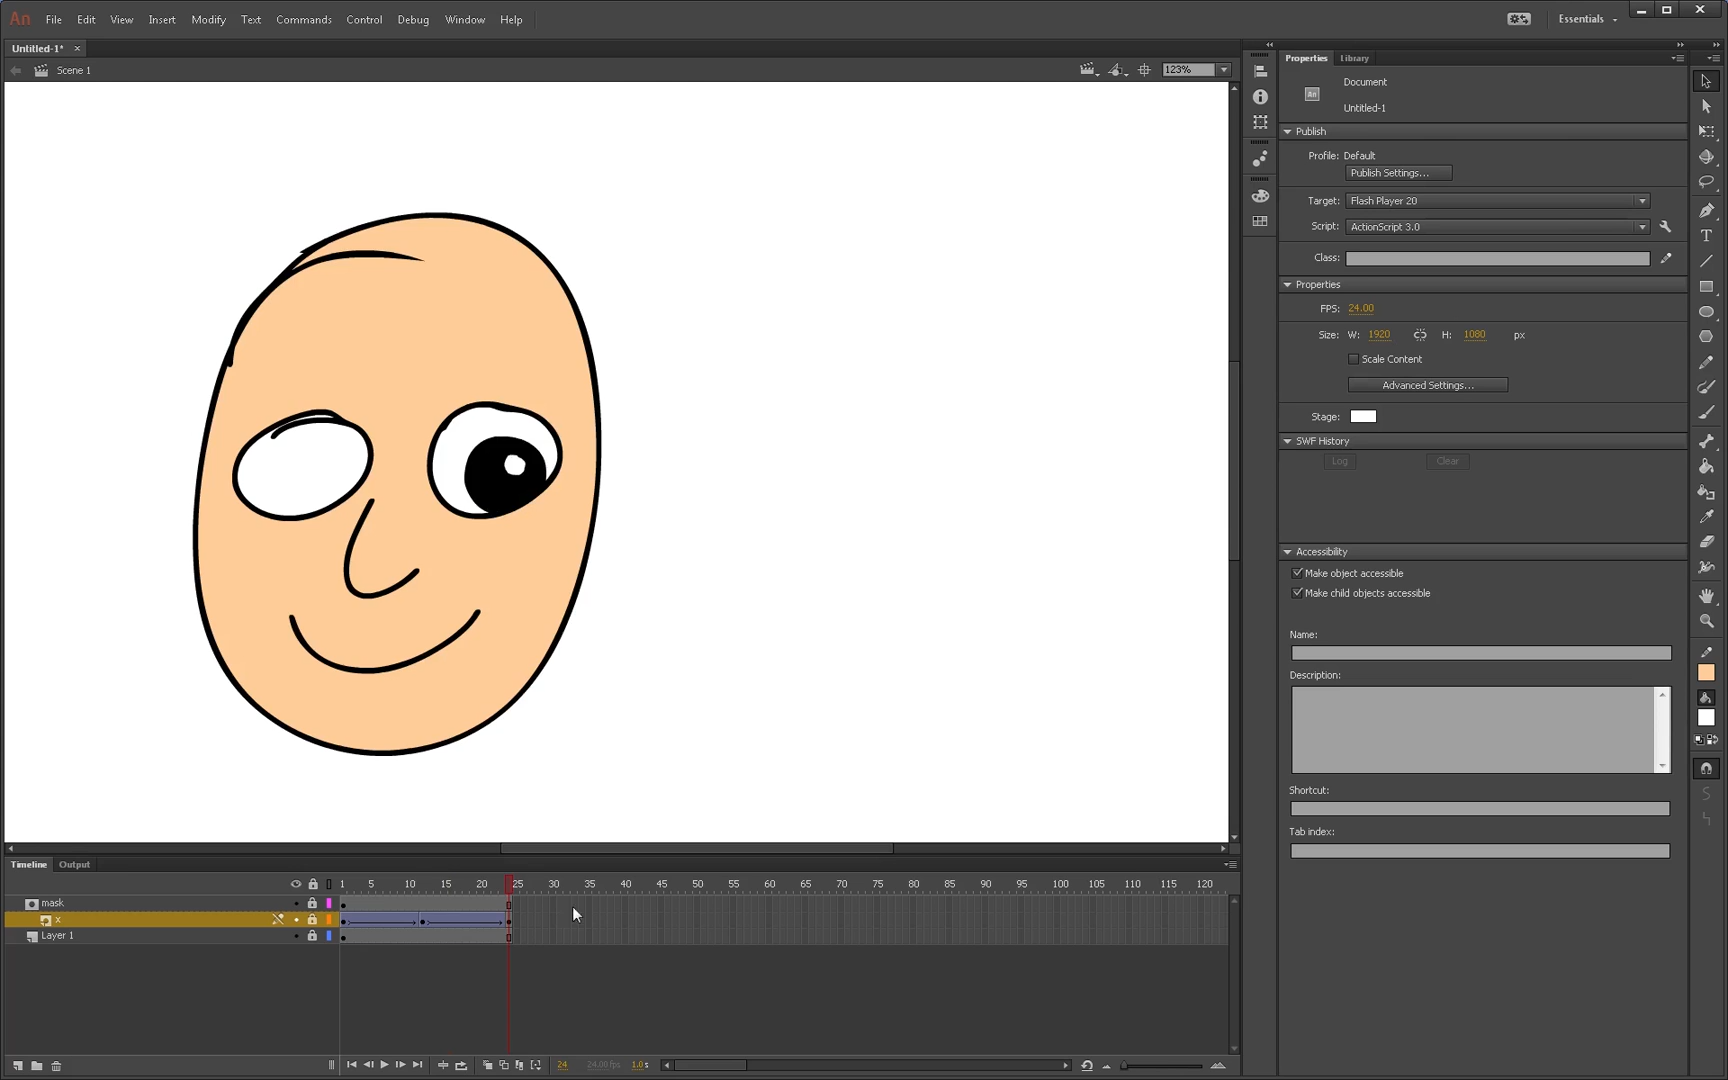 An File Edit View Insert Modify Text Commands Control Debug Window Help Essentials
Untitled-1* ×
Scene 1 123%
Properties Library
Document
An Untitled-1
Publish
Profile: Default
Publish Settings...
Target: Flash Player 20
Script: ActionScript 3.0
Class:
Properties
FPS: 24.00
Size: W: 1920 H: 1080 px
Scale Content
Advanced Settings...
Stage:
SWF History
Log Clear
Accessibility
Make object accessible
Make child objects accessible
Name:
Description:
Shortcut:
Tab index:
Timeline Output
1 5 10 15 20 25 30 35 40 45 50 55 60 65 70 75 80 85 90 95 100 105 110 115 120
mask
x
Layer 1
24 24.00 fps 1.0 s